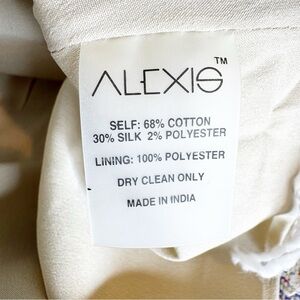 ALEXIS™
SELF: 68% COTTON
30% SILK 2% POLYESTER
LINING: 100% POLYESTER
DRY CLEAN ONLY
MADE IN INDIA